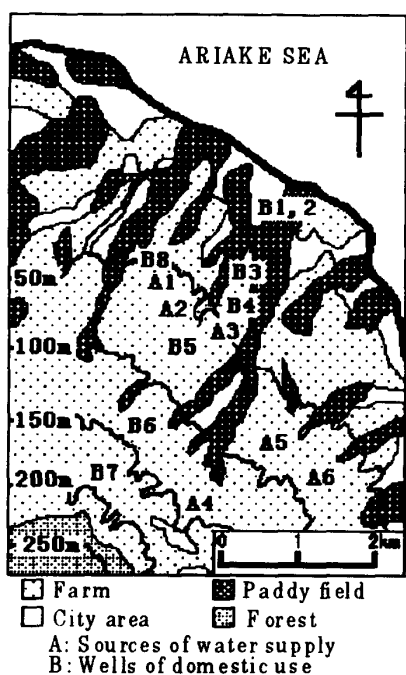 ARIAKE SEA
B1, 2
B8
B3
50m
A1
A2
B4
A3
100m
B5
150m
B6
A5
B7
A6
200m
A4
250m
0 1 2km
Farm
Paddy field
City area
Forest
A: Sources of water supply
B: Wells of domestic use